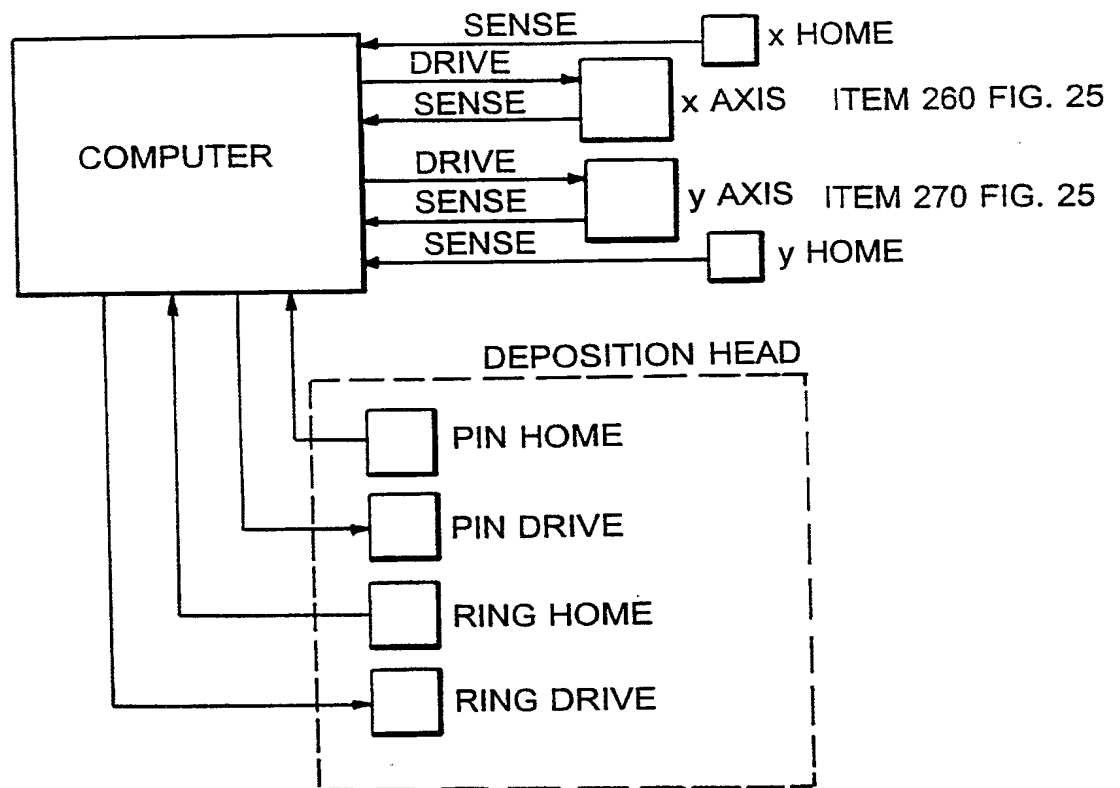 SENSE
x HOME
DRIVE
x AXIS ITEM 260 FIG. 25
SENSE
COMPUTER
DRIVE
y AXIS ITEM 270 FIG. 25
SENSE
SENSE
y HOME
DEPOSITION HEAD
PIN HOME
PIN DRIVE
RING HOME
RING DRIVE